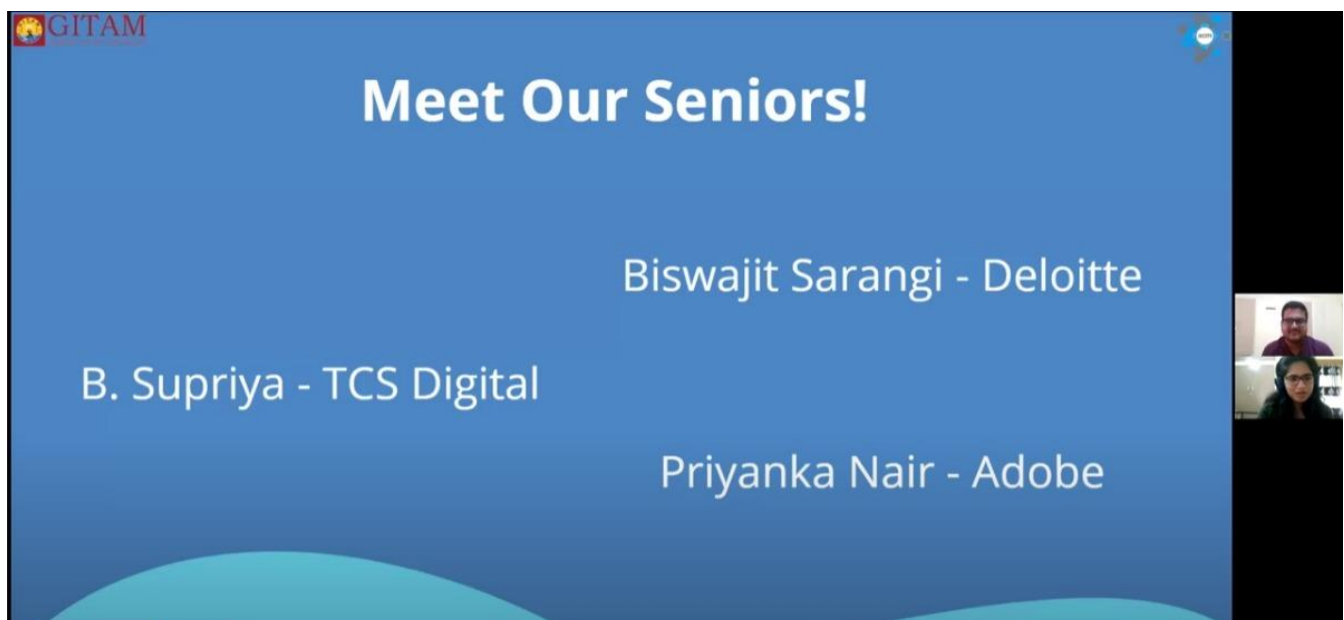 GITAM
Meet Our Seniors!
Biswajit Sarangi - Deloitte
B. Supriya - TCS Digital
Priyanka Nair - Adobe